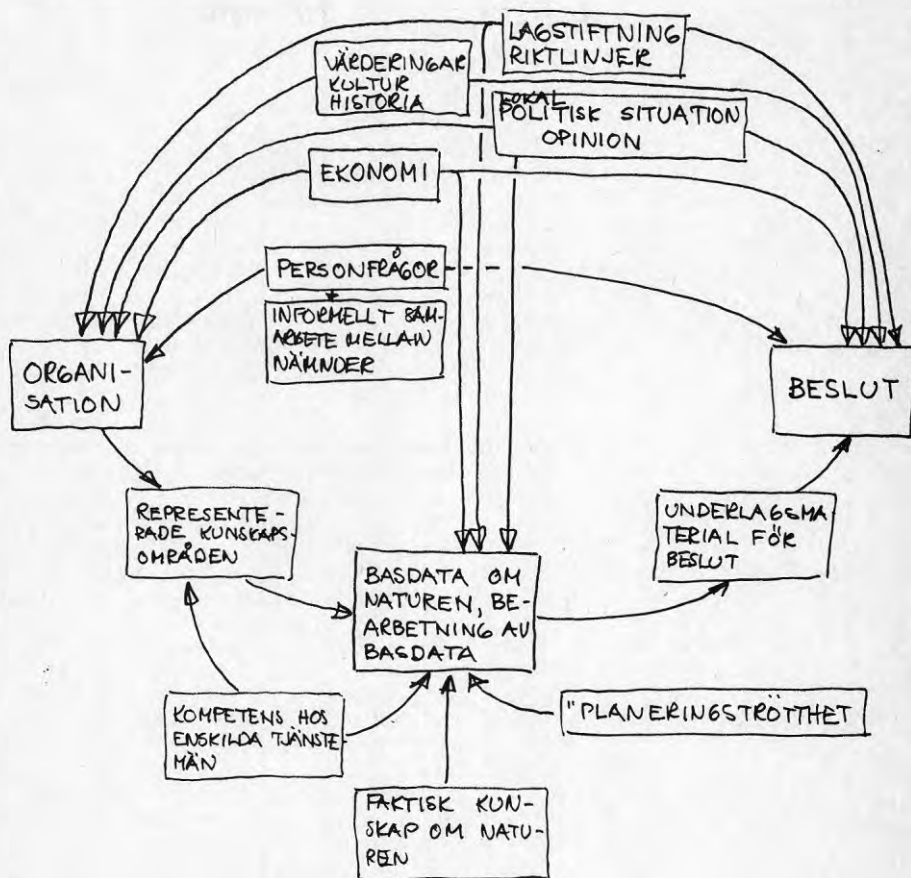 LAGSTIFTNING
RIKTLINJER
VÄRDERINGAR
KULTUR
HISTORIA
LOKAL
POLITISK SITUATION
OPINION
EKONOMI
PERSONFRÅGOR
+
INFORMELLT SAM-
ARBETE MELLAN
NÄMNDER
ORGANI-
SATION
BESLUT
REPRESENTE-
RADE KUNSKAPS-
OMRÅDEN
UNDERLAGSMA-
TERIAL FÖR
BESLUT
BASDATA OM
NATUREN, BE-
ARBETNING AV
BASDATA
KOMPETENS HOS
ENSKILDA TJÄNSTE-
MÄN
"PLANERINGSTRÖTTHET
FAKTISK KUN-
SKAP OM NATU-
REN